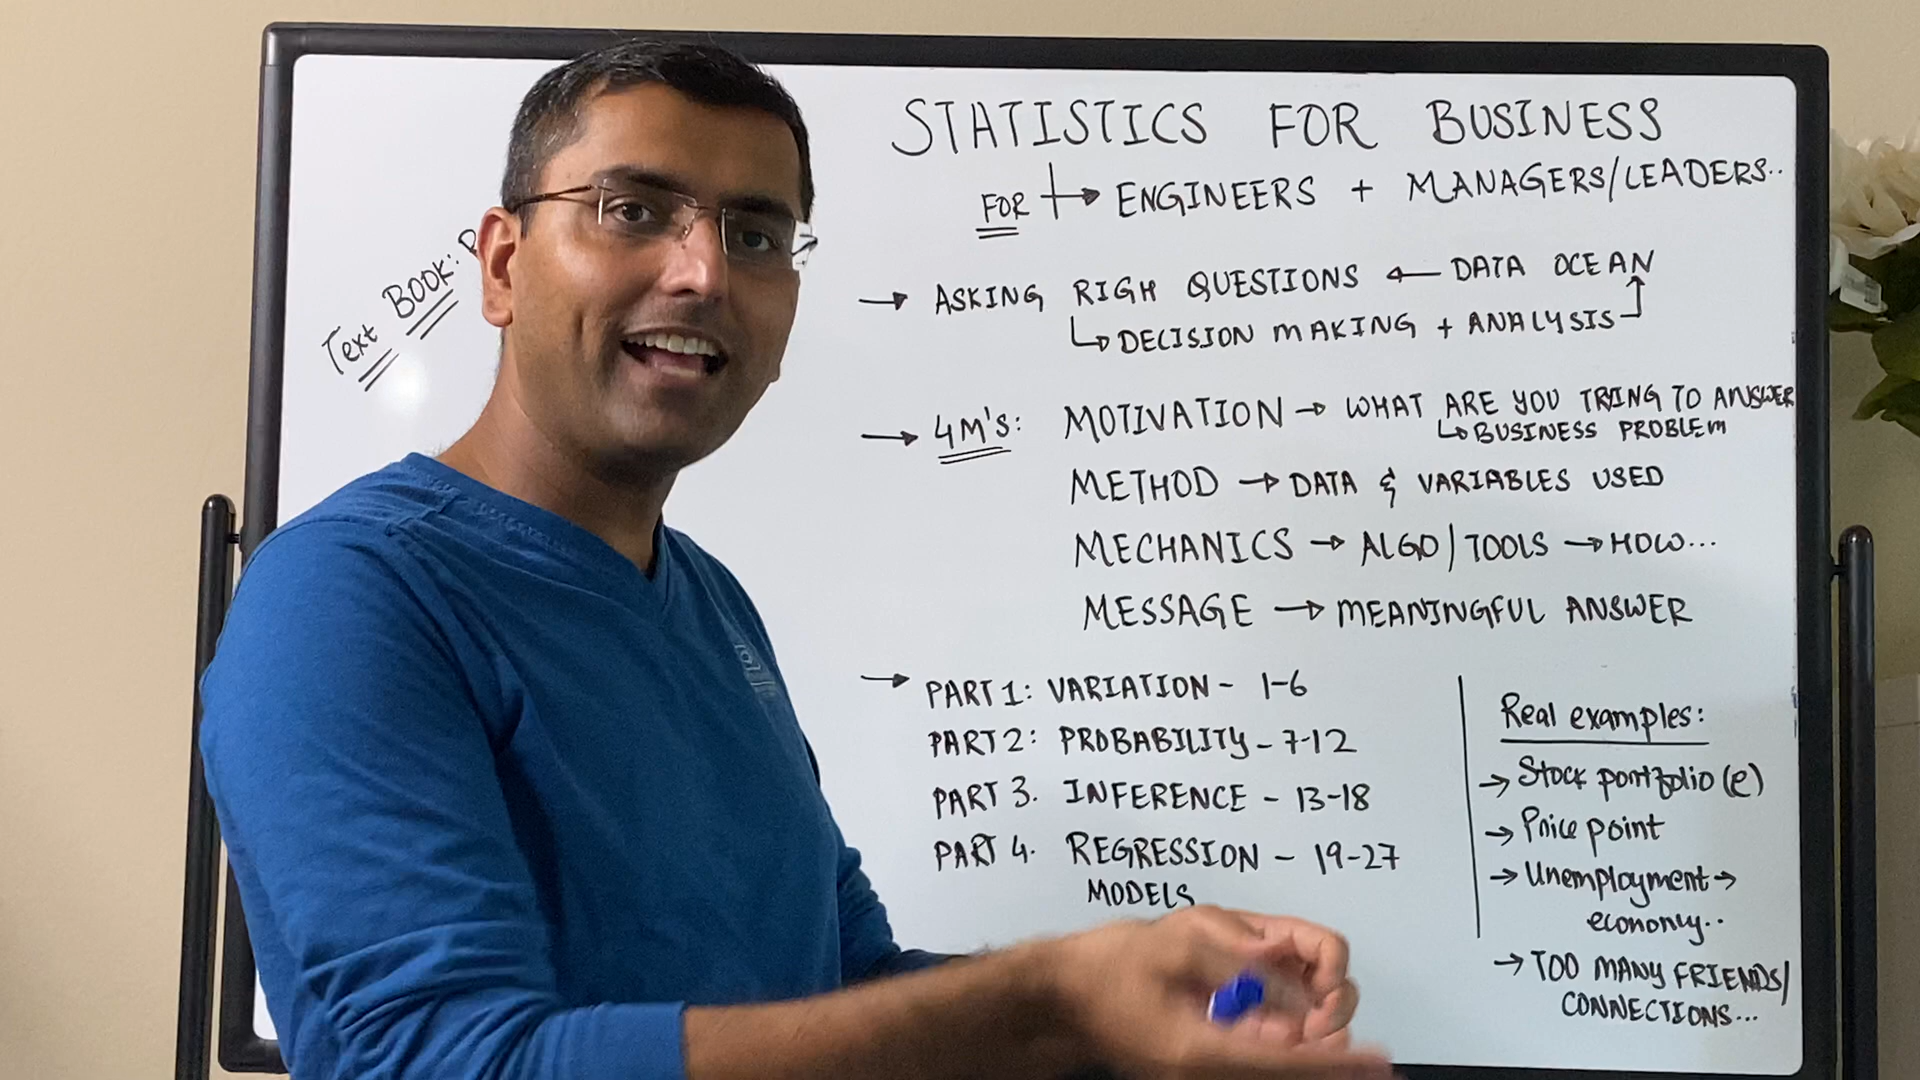 STATISTICS FOR BUSINESS
FOR → ENGINEERS + MANAGERS/LEADERS..
Text BOOK:
→ ASKING RIGH QUESTIONS ← DATA OCEAN
↳ DECISION MAKING + ANALYSIS
→ 4M'S: MOTIVATION → WHAT ARE YOU TRYING TO ANSWER
↳ BUSINESS PROBLEM
METHOD → DATA & VARIABLES USED
MECHANICS → ALGO/TOOLS → HOW...
MESSAGE → MEANINGFUL ANSWER
→ PART 1: VARIATION - 1-6
PART 2: PROBABILITY - 7-12
PART 3. INFERENCE - 13-18
PART 4. REGRESSION - 19-27
MODELS
Real examples:
→ Stock portfolio (e)
→ Price point
→ Unemployment →
economy..
→ TOO MANY FRIENDS/
CONNECTIONS...